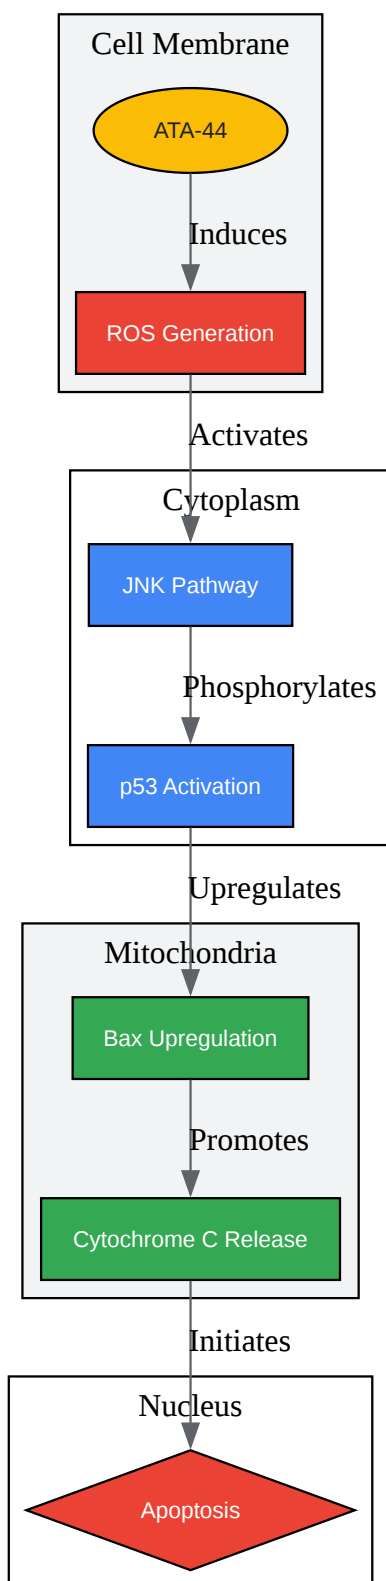 Cell Membrane
ATA-44
Induces
ROS Generation
Activates
Cytoplasm
JNK Pathway
Phosphorylates
p53 Activation
Upregulates
Mitochondria
Bax Upregulation
Promotes
Cytochrome C Release
Initiates
Nucleus
Apoptosis